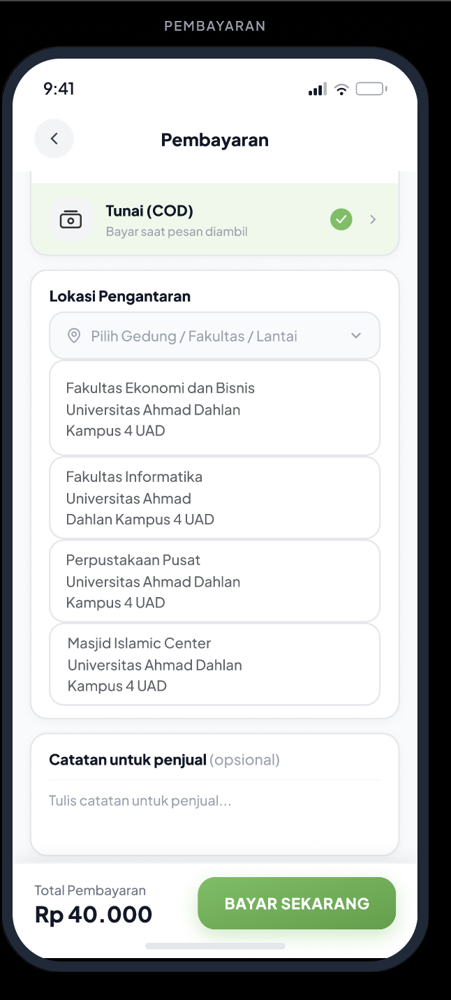 PEMBAYARAN
9:41
Pembayaran
Tunai (COD)
Bayar saat pesan diambil
Lokasi Pengantaran
Pilih Gedung / Fakultas / Lantai
Fakultas Ekonomi dan Bisnis
Universitas Ahmad Dahlan
Kampus 4 UAD
Fakultas Informatika
Universitas Ahmad
Dahlan Kampus 4 UAD
Perpustakaan Pusat
Universitas Ahmad Dahlan
Kampus 4 UAD
Masjid Islamic Center
Universitas Ahmad Dahlan
Kampus 4 UAD
Catatan untuk penjual (opsional)
Tulis catatan untuk penjual...
Total Pembayaran
Rp 40.000
BAYAR SEKARANG